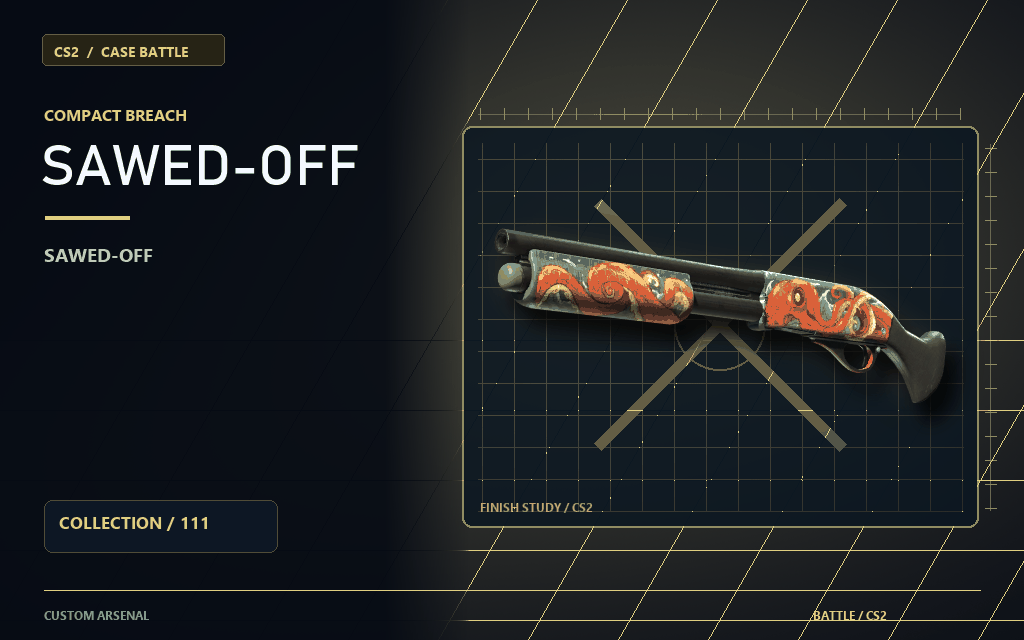 CS2 / CASE BATTLE
COMPACT BREACH
SAWED-OFF
SAWED-OFF
COLLECTION / 111
FINISH STUDY / CS2
CUSTOM ARSENAL
BATTLE / CS2